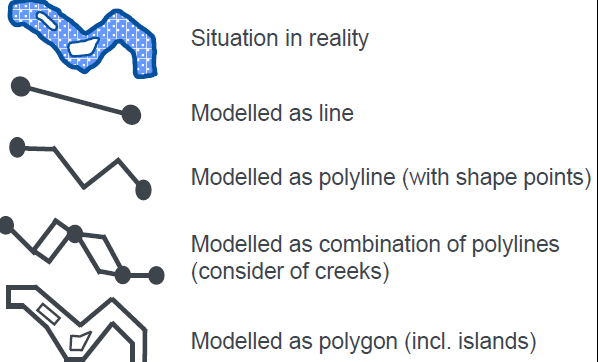 Situation in reality
Modelled as line
Modelled as polyline (with shape points)
Modelled as combination of polylines
(consider of creeks)
Modelled as polygon (incl. islands)